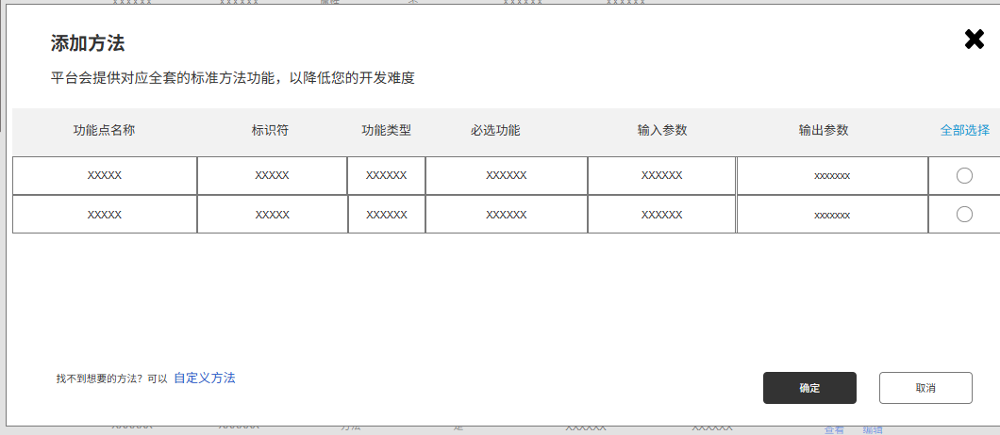 添加方法
平台会提供对应全套的标准方法功能，以降低您的开发难度
功能点名称 标识符 功能类型 必选功能 输入参数 输出参数 全部选择
XXXXX XXXXX XXXXXX XXXXXX XXXXXX xxxxxxx
XXXXX XXXXX XXXXXX XXXXXX XXXXXX xxxxxxx
找不到想要的方法？可以 自定义方法
确定 取消
查看 编辑